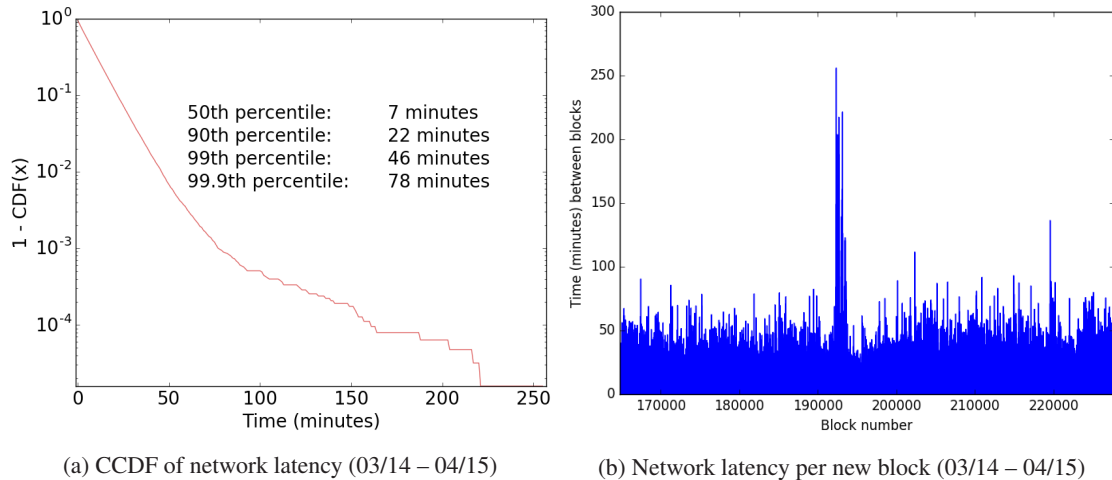 10^0
10^-1
10^-2
10^-3
10^-4
1 - CDF(x)
50th percentile: 7 minutes
90th percentile: 22 minutes
99th percentile: 46 minutes
99.9th percentile: 78 minutes
0 50 100 150 200 250
Time (minutes)
(a) CCDF of network latency (03/14 – 04/15)
300
250
200
150
100
50
0
Time (minutes) between blocks
170000 180000 190000 200000 210000 220000
Block number
(b) Network latency per new block (03/14 – 04/15)